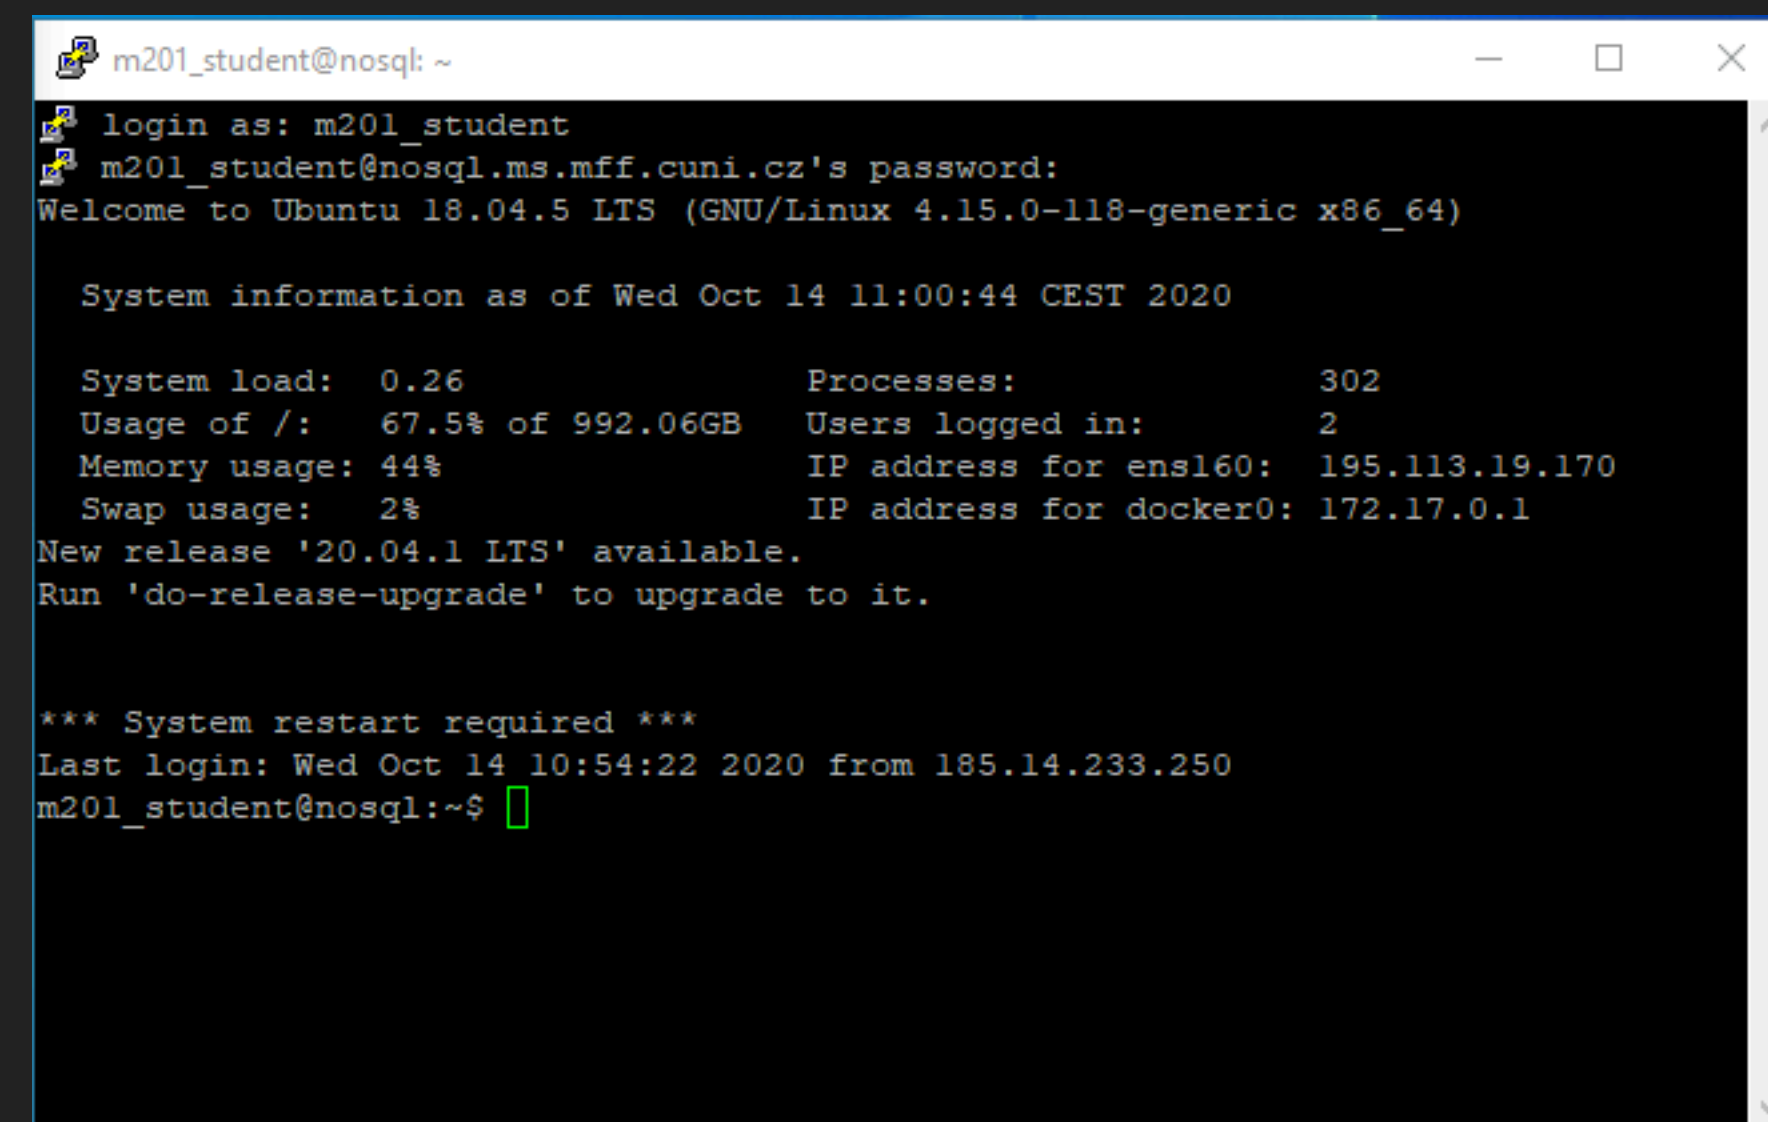 m201_student@nosql: ~
login as: m201_student
m201_student@nosql.ms.mff.cuni.cz's password:
Welcome to Ubuntu 18.04.5 LTS (GNU/Linux 4.15.0-118-generic x86_64)
System information as of Wed Oct 14 11:00:44 CEST 2020
System load:  0.26                Processes:              302
Usage of /:   67.5% of 992.06GB   Users logged in:        2
Memory usage: 44%                 IP address for ens160:  195.113.19.170
Swap usage:   2%                  IP address for docker0: 172.17.0.1
New release '20.04.1 LTS' available.
Run 'do-release-upgrade' to upgrade to it.
*** System restart required ***
Last login: Wed Oct 14 10:54:22 2020 from 185.14.233.250
m201_student@nosql:~$